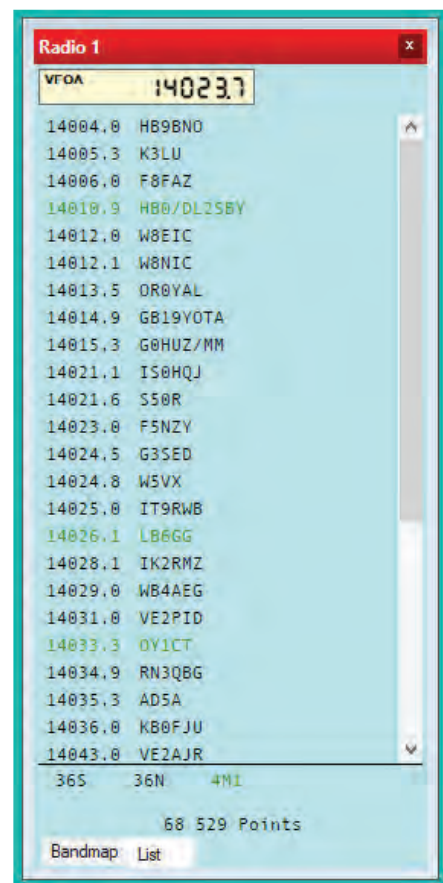 Radio 1 x
VFOA 14023.7
14004.0 HB9BNO
14005.3 K3LU
14006.0 F8FAZ
14010.9 HB0/DL2SBY
14012.0 W8EIC
14012.1 W8NIC
14013.5 OR0YAL
14014.9 GB19YOTA
14015.3 G0HUZ/MM
14021.1 IS0HQJ
14021.6 S50R
14023.0 F5NZY
14024.5 G3SED
14024.8 W5VX
14025.0 IT9RWB
14026.1 LB6GG
14028.1 IK2RMZ
14029.0 WB4AEG
14031.0 VE2PID
14033.3 OY1CT
14034.9 RN3QBG
14035.3 AD5A
14036.0 KB0FJU
14043.0 VE2AJR
36S 36N 4M1
68 529 Points
Bandmap List